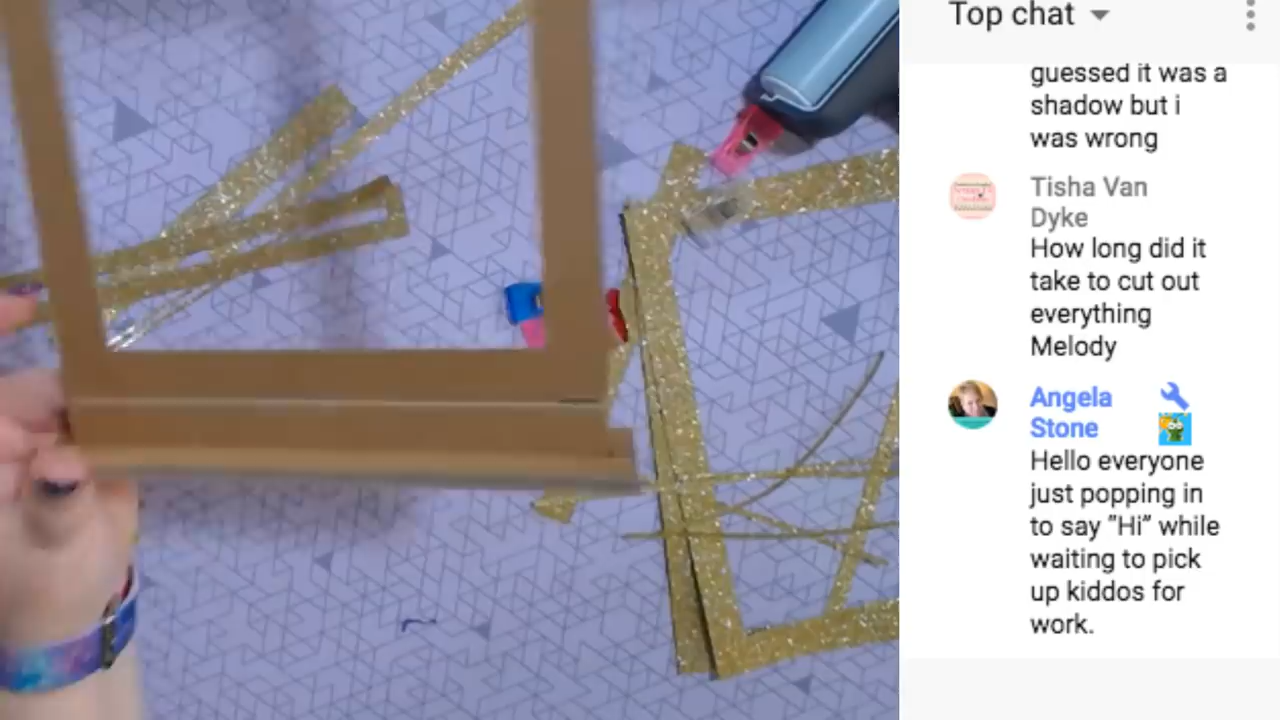 Top chat
guessed it was a
shadow but i
was wrong
Tisha Van
Dyke
How long did it
take to cut out
everything
Melody
Angela
Stone
Hello everyone
just popping in
to say “Hi” while
waiting to pick
up kiddos for
work.